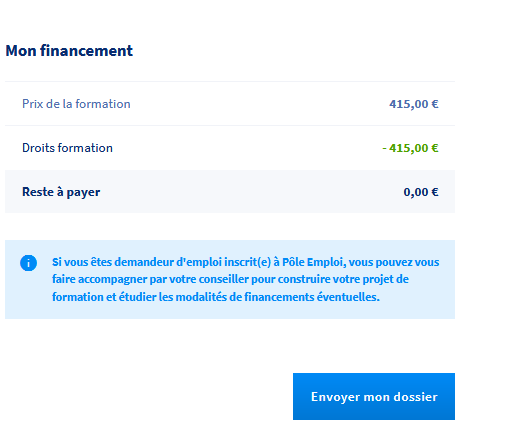 Mon financement
Prix de la formation 415,00 €
Droits formation - 415,00 €
Reste à payer 0,00 €
Si vous êtes demandeur d'emploi inscrit(e) à Pôle Emploi, vous pouvez vous
faire accompagner par votre conseiller pour construire votre projet de
formation et étudier les modalités de financements éventuelles.
Envoyer mon dossier